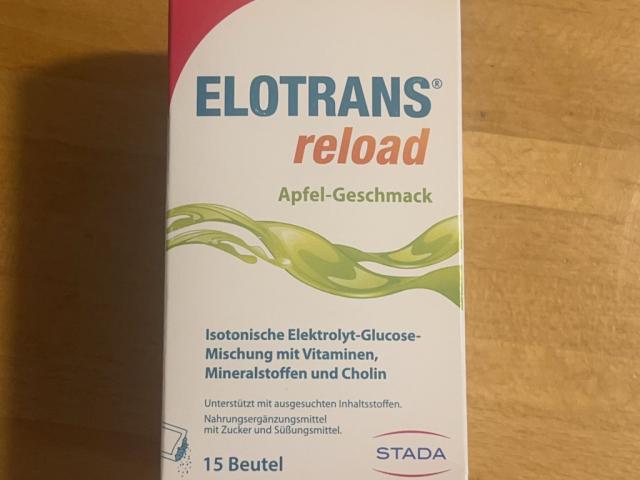 ELOTRANS®
reload
Apfel-Geschmack
Isotonische Elektrolyt-Glucose-
Mischung mit Vitaminen,
Mineralstoffen und Cholin
Unterstützt mit ausgesuchten Inhaltsstoffen.
Nahrungsergänzungsmittel
mit Zucker und Süßungsmittel.
15 Beutel
STADA